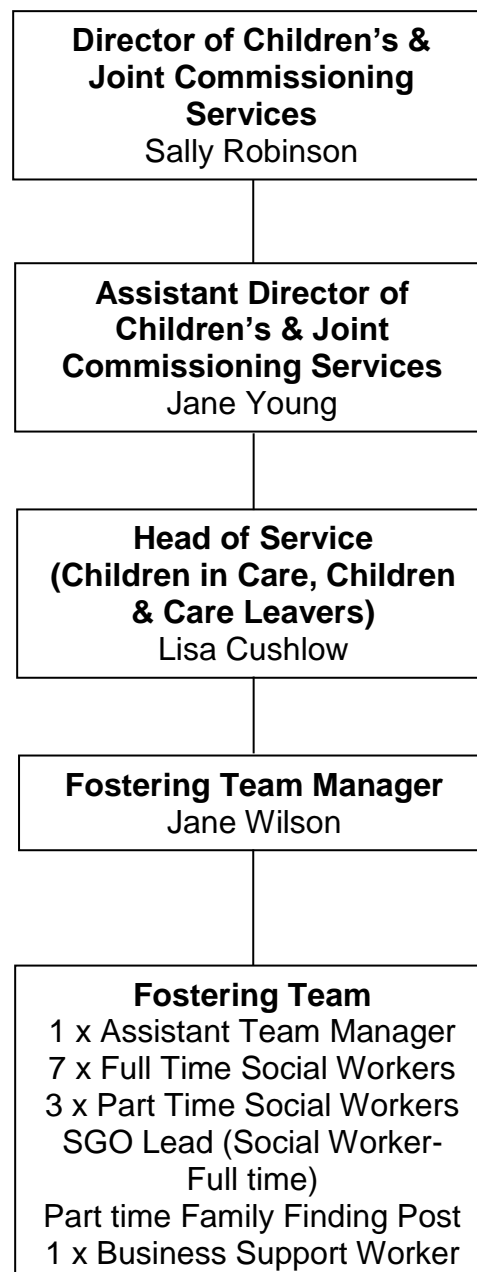 Director of Children’s &
Joint Commissioning
Services
Sally Robinson
Assistant Director of
Children’s & Joint
Commissioning Services
Jane Young
Head of Service
(Children in Care, Children
& Care Leavers)
Lisa Cushlow
Fostering Team Manager
Jane Wilson
Fostering Team
1 x Assistant Team Manager
7 x Full Time Social Workers
3 x Part Time Social Workers
SGO Lead (Social Worker-
Full time)
Part time Family Finding Post
1 x Business Support Worker